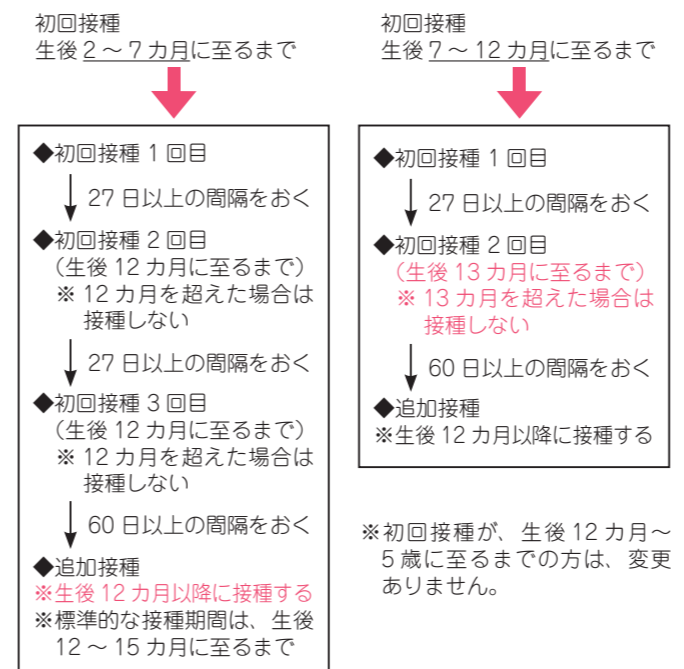 初回接種
生後 2 ～ 7 カ月に至るまで
◆初回接種 1 回目
27 日以上の間隔をおく
◆初回接種 2 回目
（生後 12 カ月に至るまで）
※ 12 カ月を超えた場合は
接種しない
27 日以上の間隔をおく
◆初回接種 3 回目
（生後 12 カ月に至るまで）
※ 12 カ月を超えた場合は
接種しない
60 日以上の間隔をおく
◆追加接種
※生後 12 カ月以降に接種する
※標準的な接種期間は、生後
12 ～ 15 カ月に至るまで
初回接種
生後 7 ～ 12 カ月に至るまで
◆初回接種 1 回目
27 日以上の間隔をおく
◆初回接種 2 回目
（生後 13 カ月に至るまで）
※ 13 カ月を超えた場合は
接種しない
60 日以上の間隔をおく
◆追加接種
※生後 12 カ月以降に接種する
※初回接種が、生後 12 カ月～
5 歳に至るまでの方は、変更
ありません。